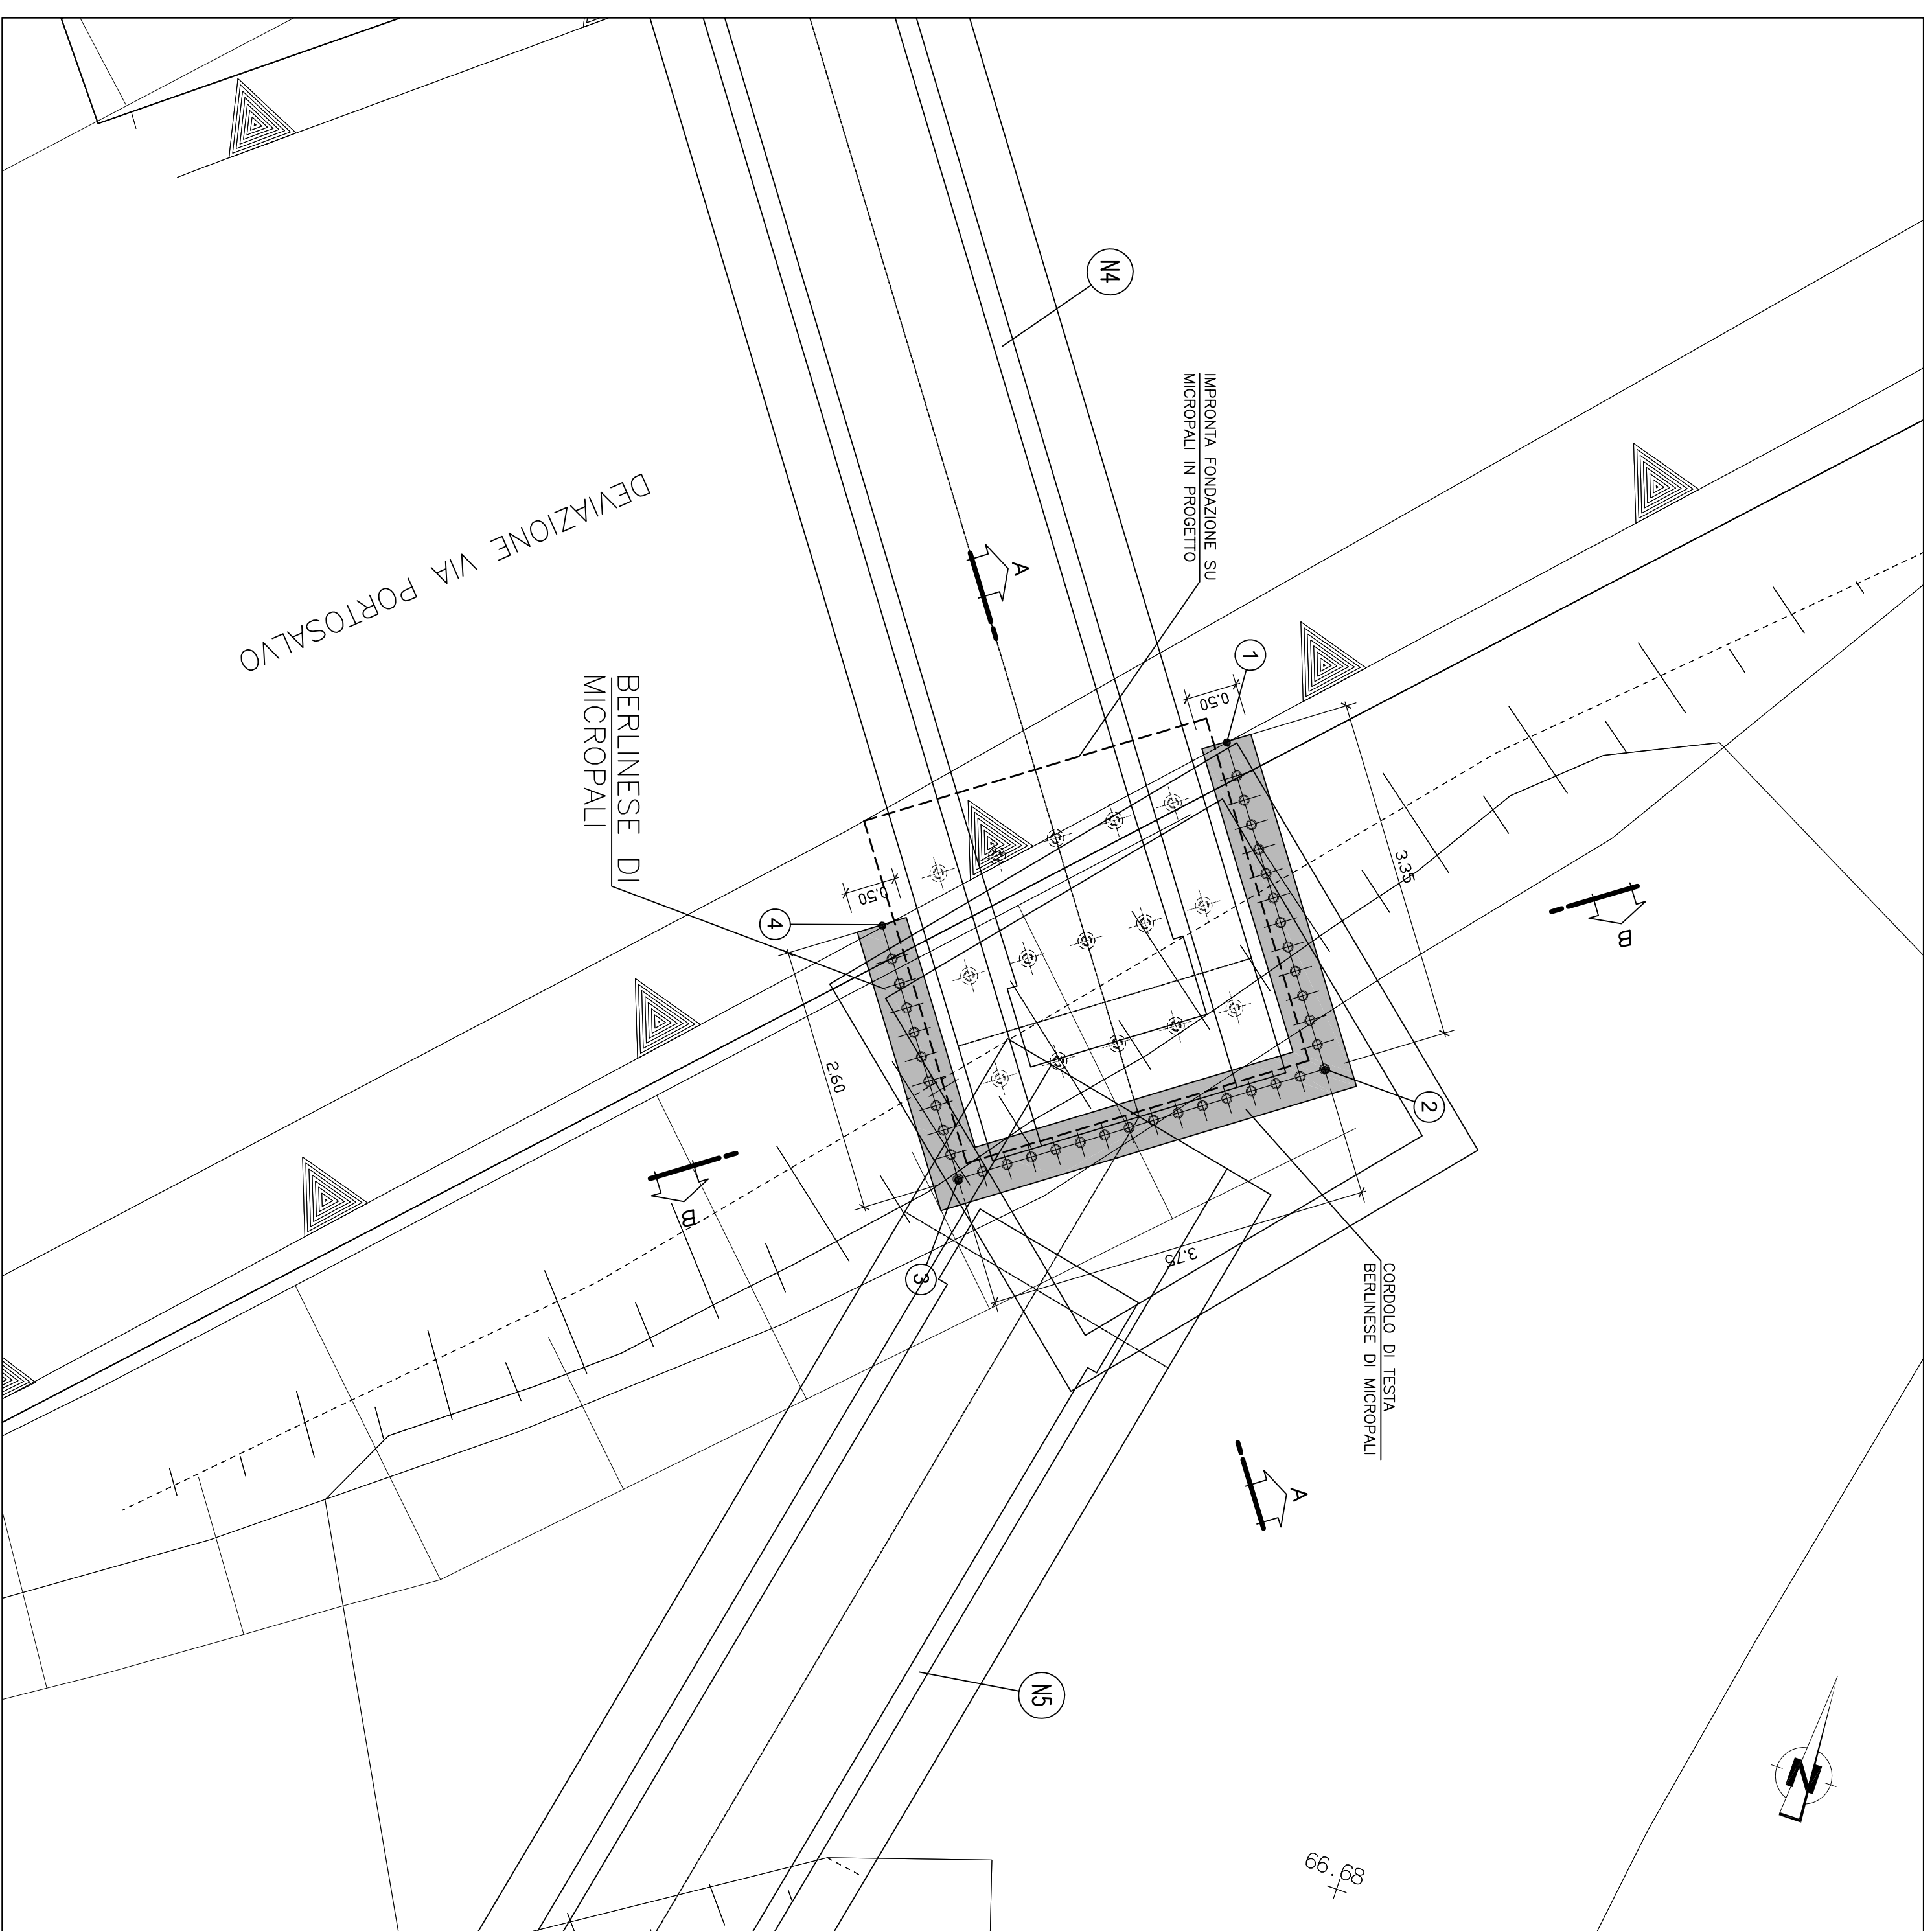 N4
IMPRONTA FONDAZIONE SU
MICROPALI IN PROGETTO
DEVIAZIONE VIA PORTOSALVO
A
1
0.50
BERLINESE DI
MICROPALI
3.35
B
0.50
4
2.60
2
B
3
3.75
CORDOLO DI TESTA
BERLINESE DI MICROPALI
A
N5
N
66.68